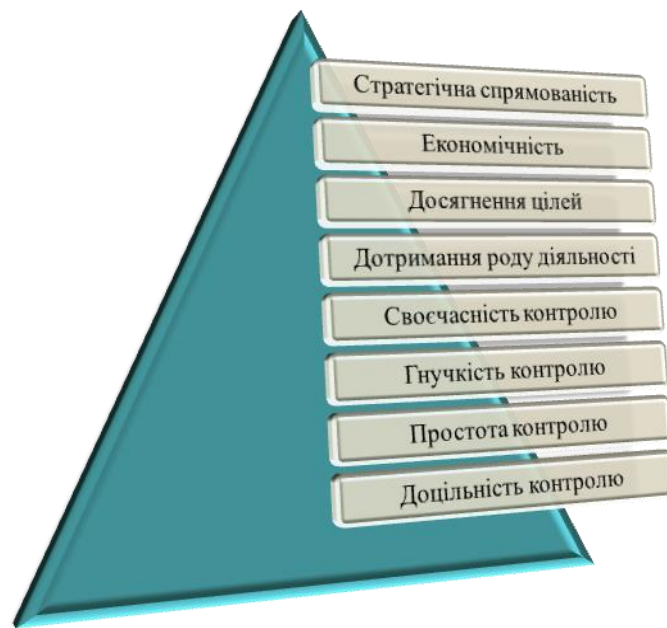 Стратегічна спрямованість
Економічність
Досягнення цілей
Дотримання роду діяльності
Своєчасність контролю
Гнучкість контролю
Простота контролю
Доцільність контролю